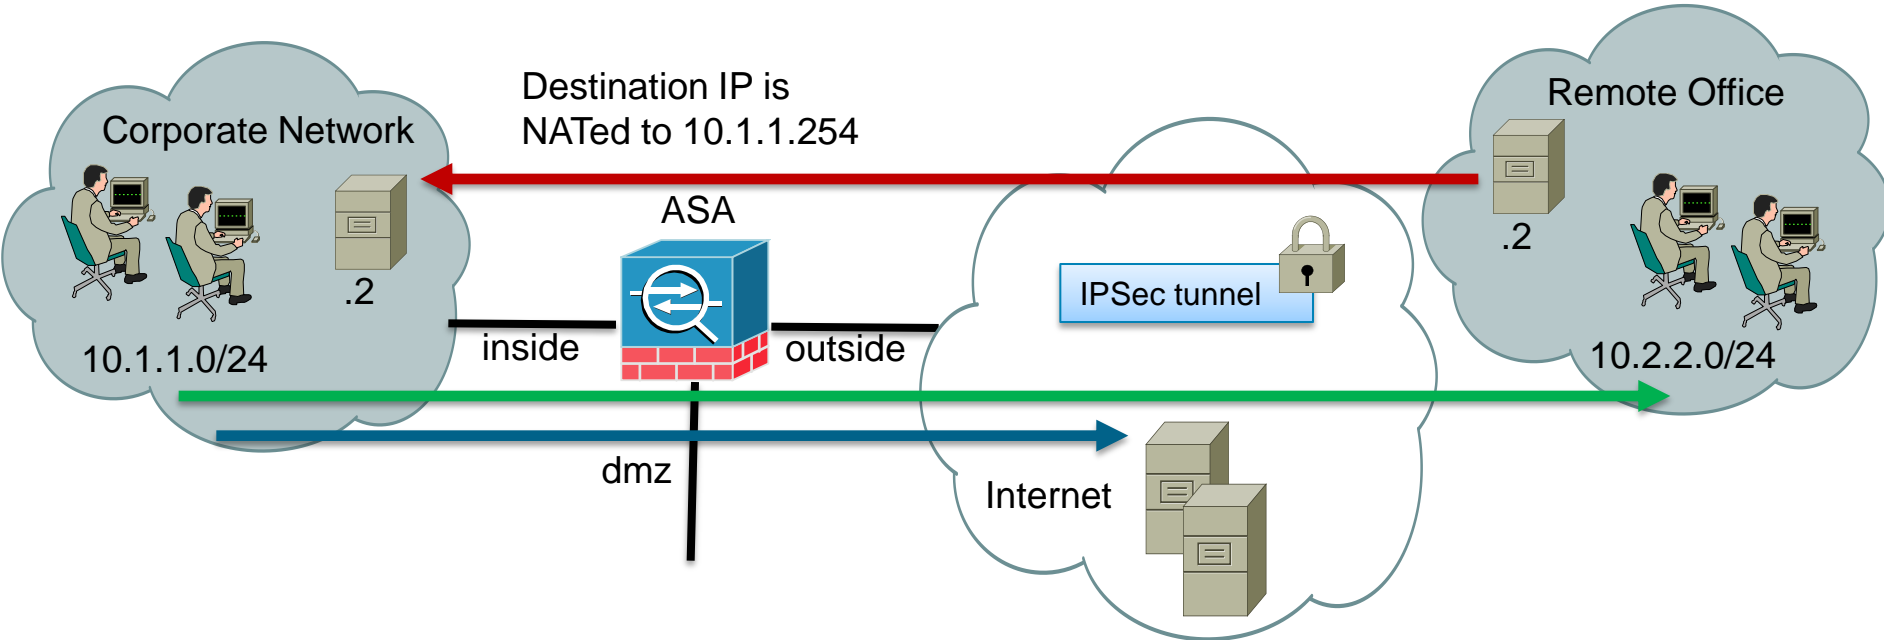 Destination IP is
NATed to 10.1.1.254
Remote Office
Corporate Network
ASA
.2
.2
IPSec tunnel
inside
outside
10.1.1.0/24
10.2.2.0/24
dmz
Internet